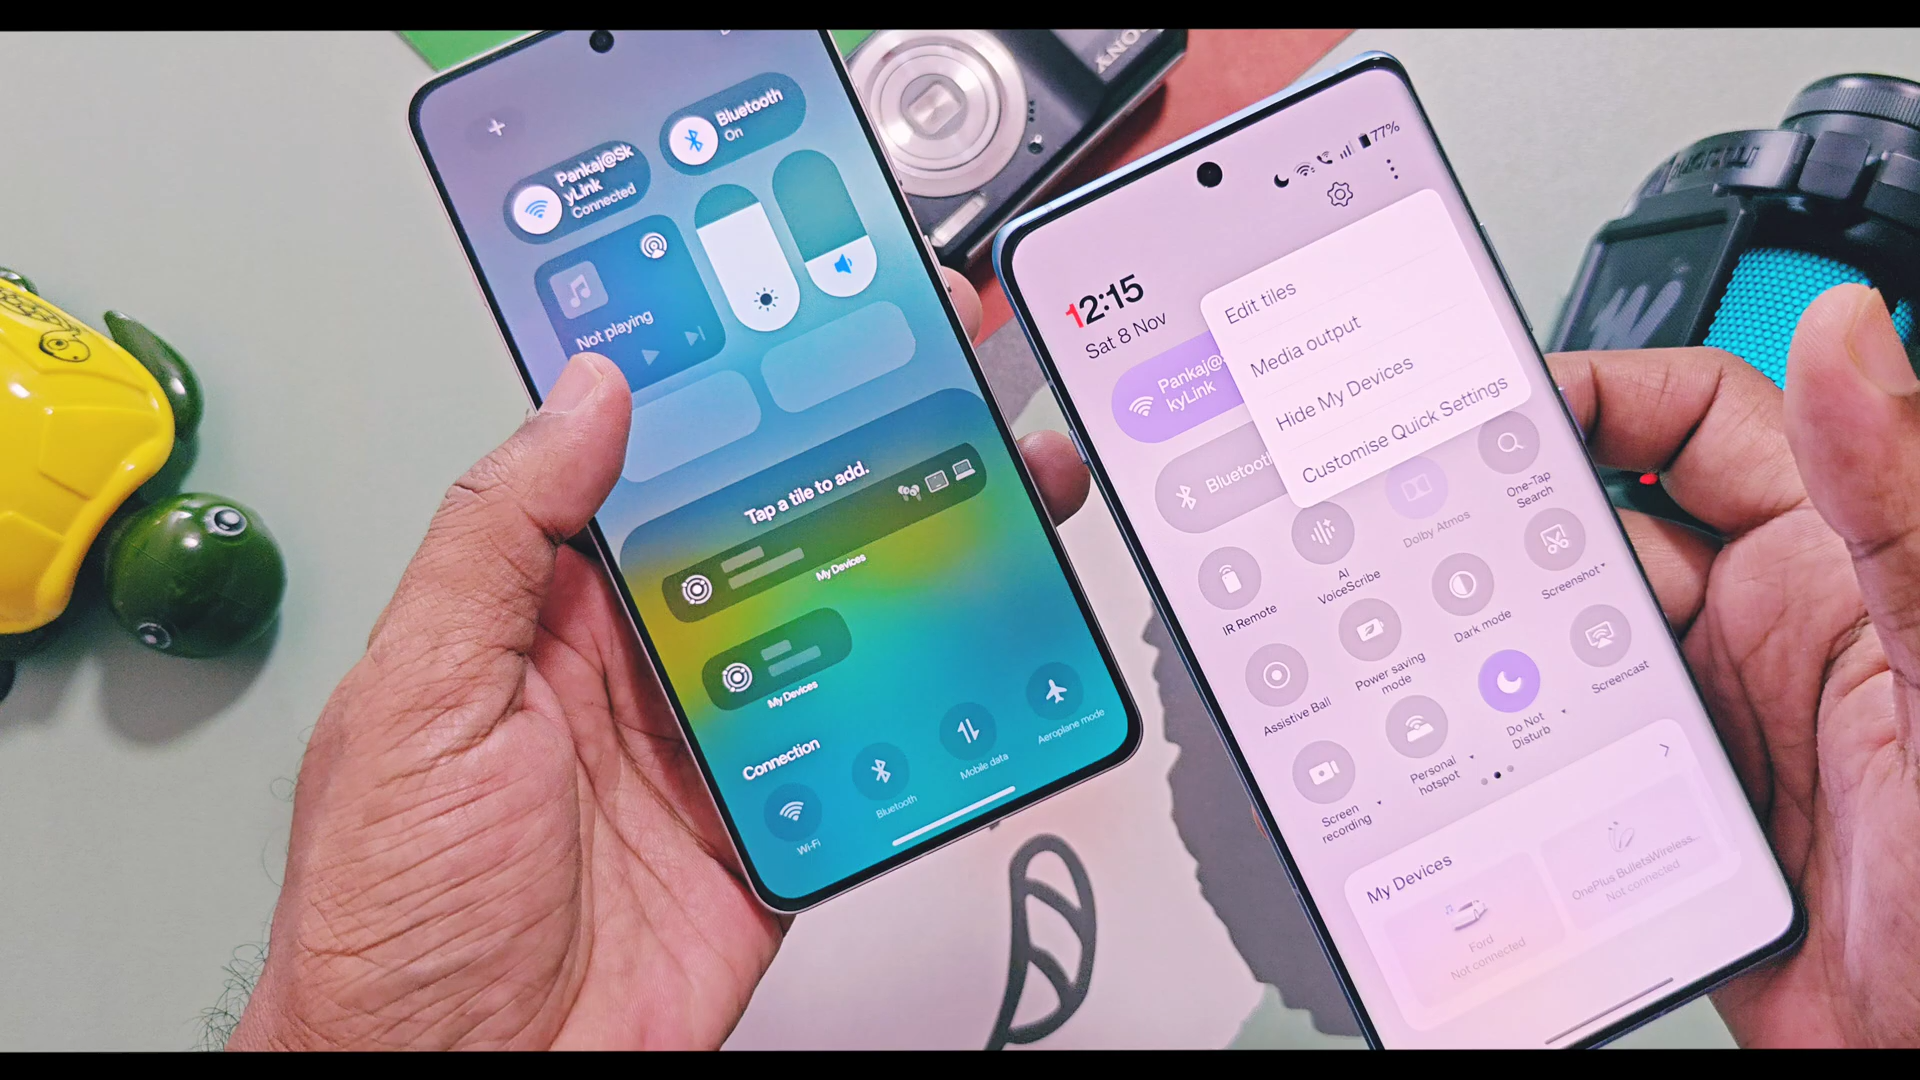 Pankaj@Sk
yLink
Connected
Bluetooth
On
Not playing
Tap a tile to add.
My Devices
My Devices
Connection
Wi-Fi
Bluetooth
Mobile data
Aeroplane mode
SONY
77%
12:15
Sat 8 Nov
Edit tiles
Media output
Hide My Devices
Customise Quick Settings
Pankaj@
kyLink
Bluetooth
Dolby Atmos
One-Tap
Search
IR Remote
AI
VoiceScribe
Dark mode
Screenshot
Assistive Ball
Power saving
mode
Do Not
Disturb
Screencast
Screen
recording
Personal
hotspot
My Devices
Ford
Not connected
OnePlus BulletsWireless...
Not connected
maono